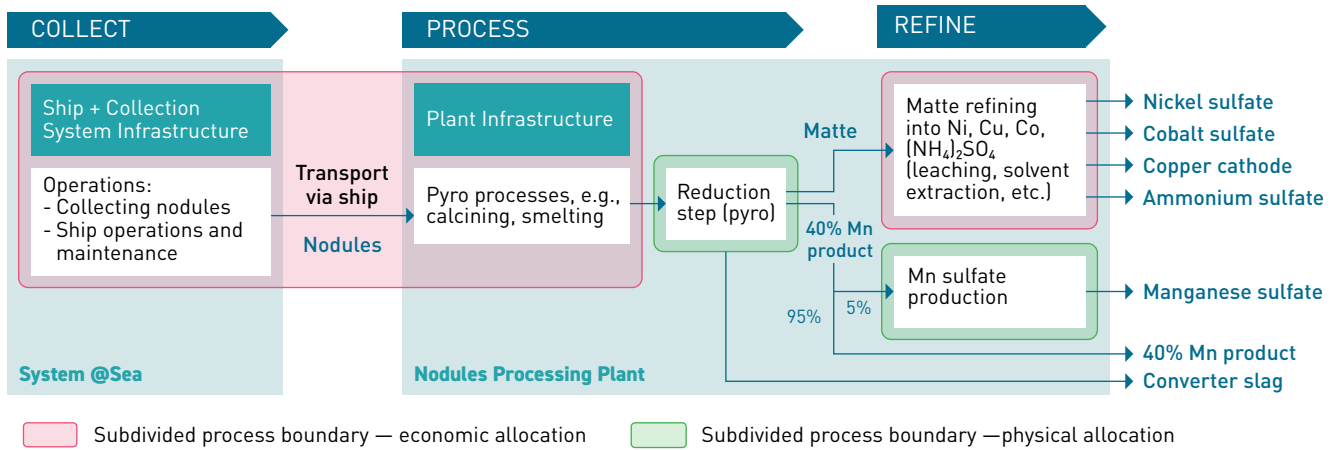 COLLECT
PROCESS
REFINE
Ship + Collection
System Infrastructure
Operations:
- Collecting nodules
- Ship operations and
maintenance
System @Sea
Transport
via ship
Nodules
Plant Infrastructure
Pyro processes, e.g.,
calcining, smelting
Nodules Processing Plant
Reduction
step (pyro)
Matte
40% Mn
product
95%
5%
Matte refining
into Ni, Cu, Co,
(NH₄)₂SO₄
(leaching, solvent
extraction, etc.)
Mn sulfate
production
Nickel sulfate
Cobalt sulfate
Copper cathode
Ammonium sulfate
Manganese sulfate
40% Mn product
Converter slag
Subdivided process boundary — economic allocation
Subdivided process boundary —physical allocation